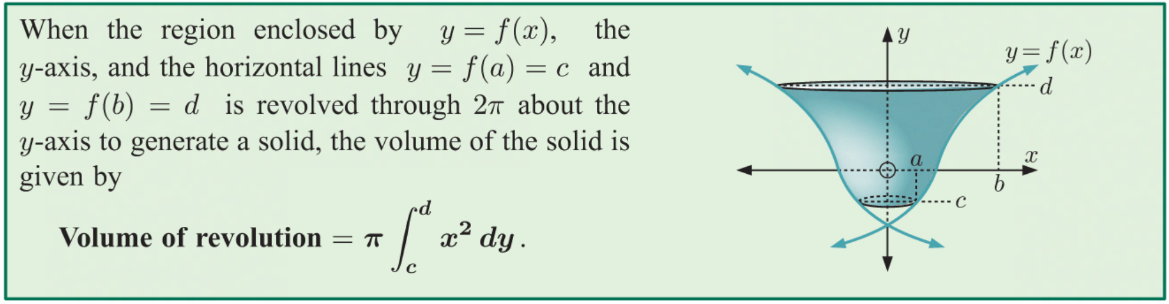 When the region enclosed by y = f(x), the
y-axis, and the horizontal lines y = f(a) = c and
y = f(b) = d is revolved through 2π about the
y-axis to generate a solid, the volume of the solid is
given by
Volume of revolution = π ∫_c^d x² dy.
y
y = f(x)
d
a
x
b
c